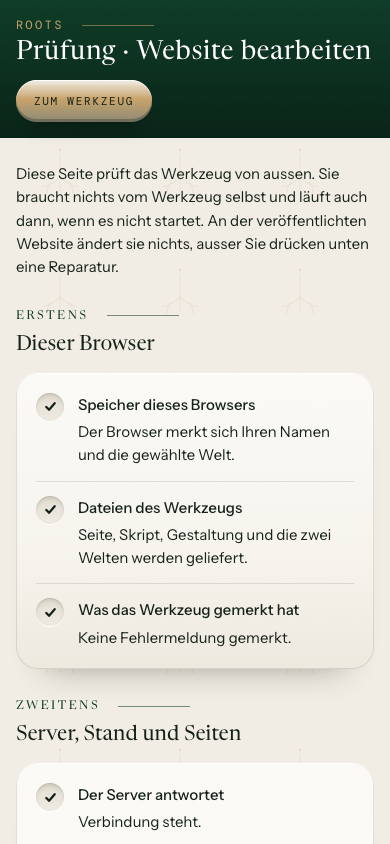 ROOTS
Prüfung · Website bearbeiten
ZUM WERKZEUG
Diese Seite prüft das Werkzeug von aussen. Sie
braucht nichts vom Werkzeug selbst und läuft auch
dann, wenn es nicht startet. An der veröffentlichten
Website ändert sie nichts, ausser Sie drücken unten
eine Reparatur.
ERSTENS
Dieser Browser
Speicher dieses Browsers
Der Browser merkt sich Ihren Namen
und die gewählte Welt.
Dateien des Werkzeugs
Seite, Skript, Gestaltung und die zwei
Welten werden geliefert.
Was das Werkzeug gemerkt hat
Keine Fehlermeldung gemerkt.
ZWEITENS
Server, Stand und Seiten
Der Server antwortet
Verbindung steht.